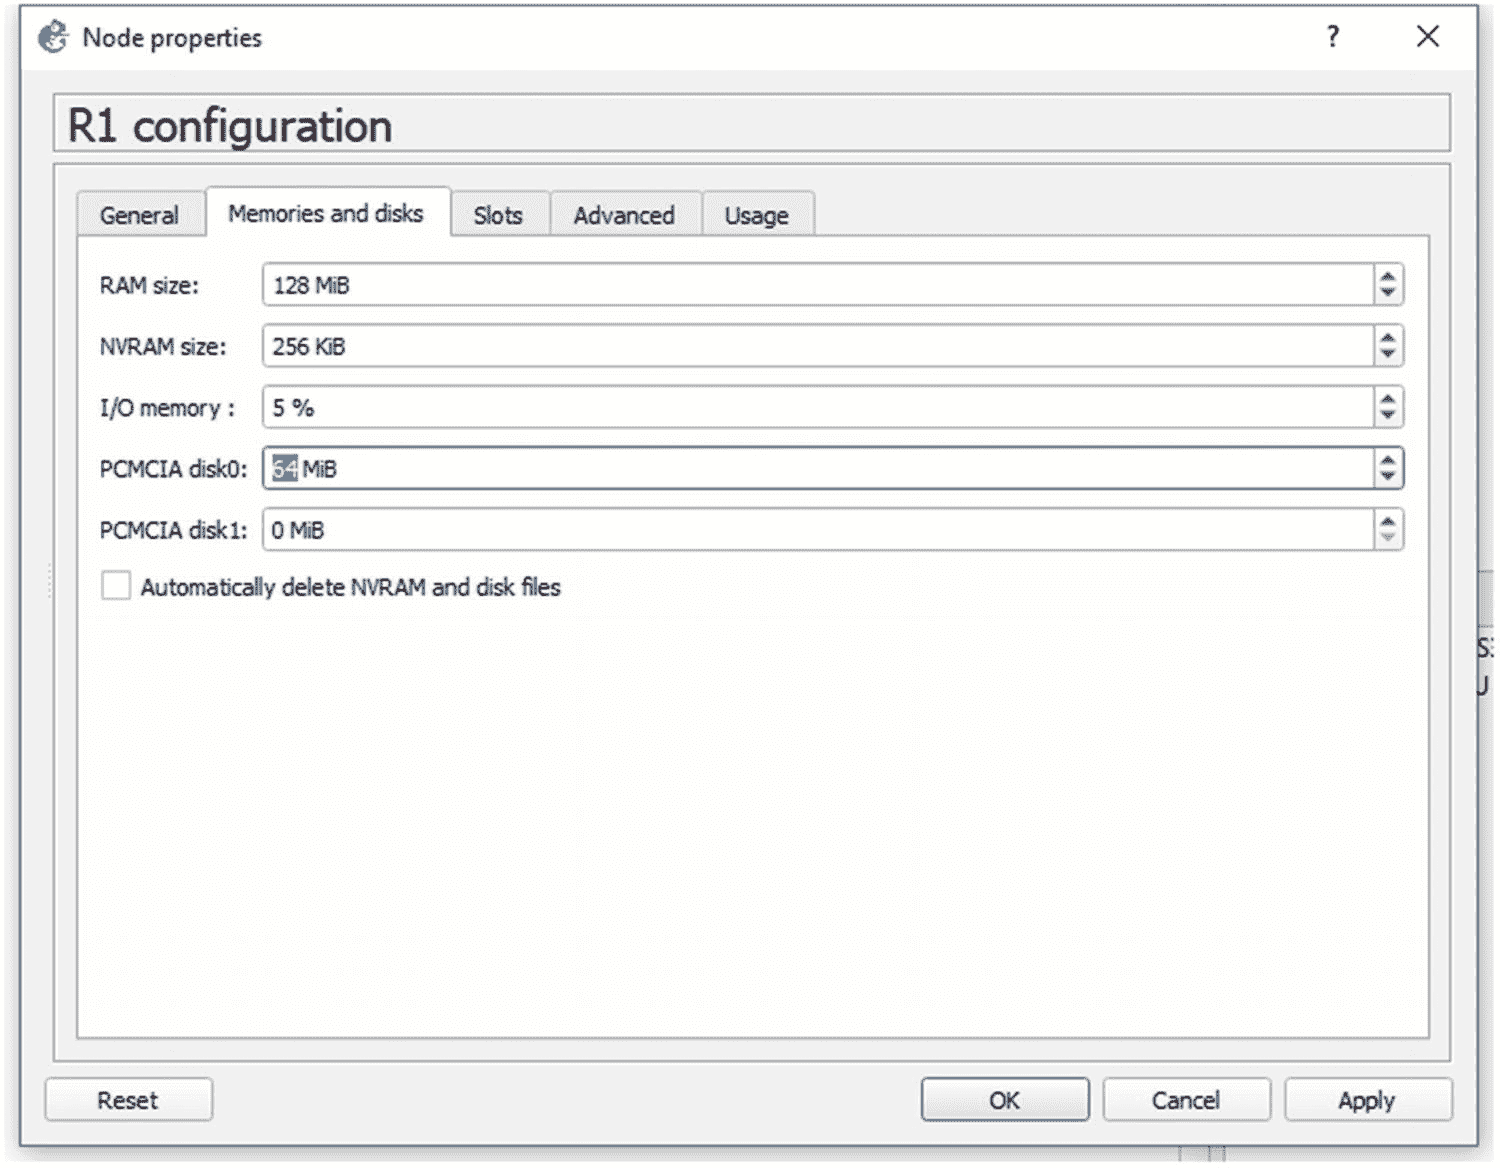 Node properties
?
R1 configuration
General Memories and disks Slots Advanced Usage
RAM size: 128 MiB
NVRAM size: 256 KiB
I/O memory : 5 %
PCMCIA disk0: 64 MiB
PCMCIA disk1: 0 MiB
Automatically delete NVRAM and disk files
Reset OK Cancel Apply